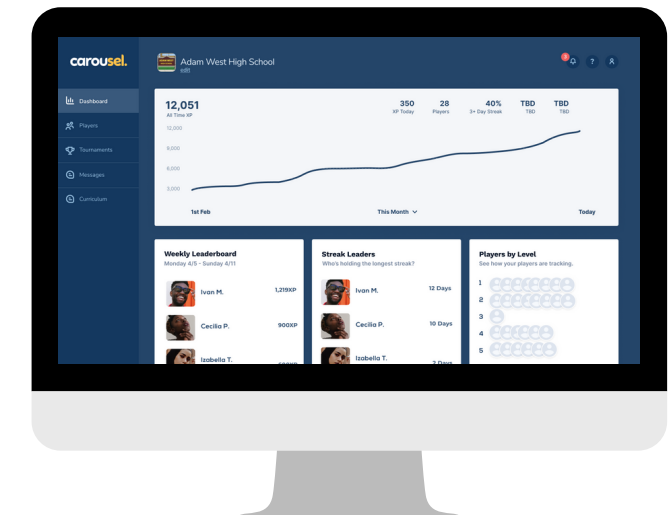 carousel.
Adam West High School
edit
3
?
Dashboard
Players
Tournaments
Messages
Curriculum
12,051
All Time XP
350
XP Today
28
Players
40%
3+ Day Streak
TBD
TBD
TBD
TBD
12,000
9,000
6,000
3,000
1st Feb
This Month
Today
Weekly Leaderboard
Monday 4/5 - Sunday 4/11
Ivan M.
1,219XP
Cecilia P.
900XP
Izabella T.
Streak Leaders
Who's holding the longest streak?
Ivan M.
12 Days
Cecilia P.
10 Days
Izabella T.
Days
Players by Level
See how your players are tracking.
1
2
3
4
5